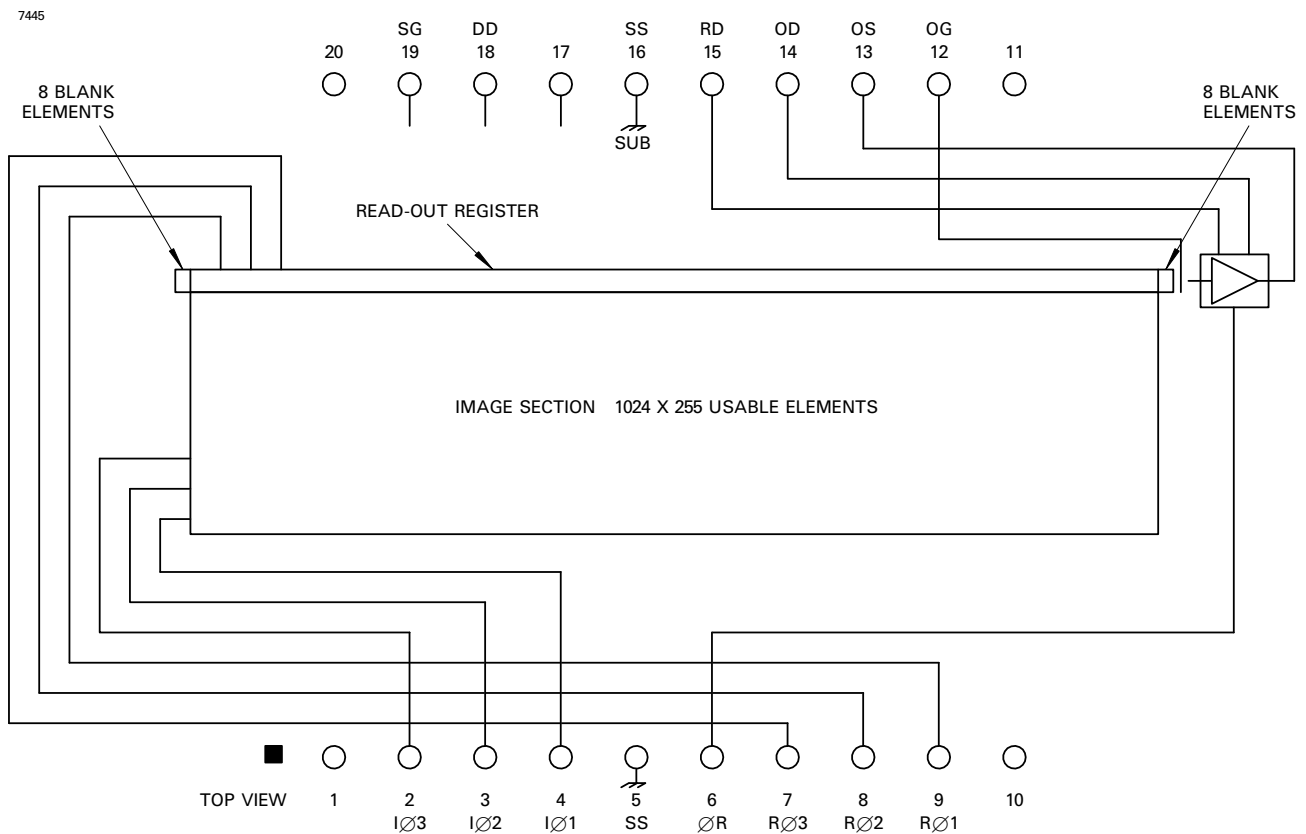 7445
SG DD SS RD OD OS OG
20 19 18 17 16 15 14 13 12 11
8 BLANK
ELEMENTS
8 BLANK
ELEMENTS
SUB
READ-OUT REGISTER
IMAGE SECTION 1024 X 255 USABLE ELEMENTS
TOP VIEW 1 2 3 4 5 6 7 8 9 10
I∅3 I∅2 I∅1 SS ∅R R∅3 R∅2 R∅1